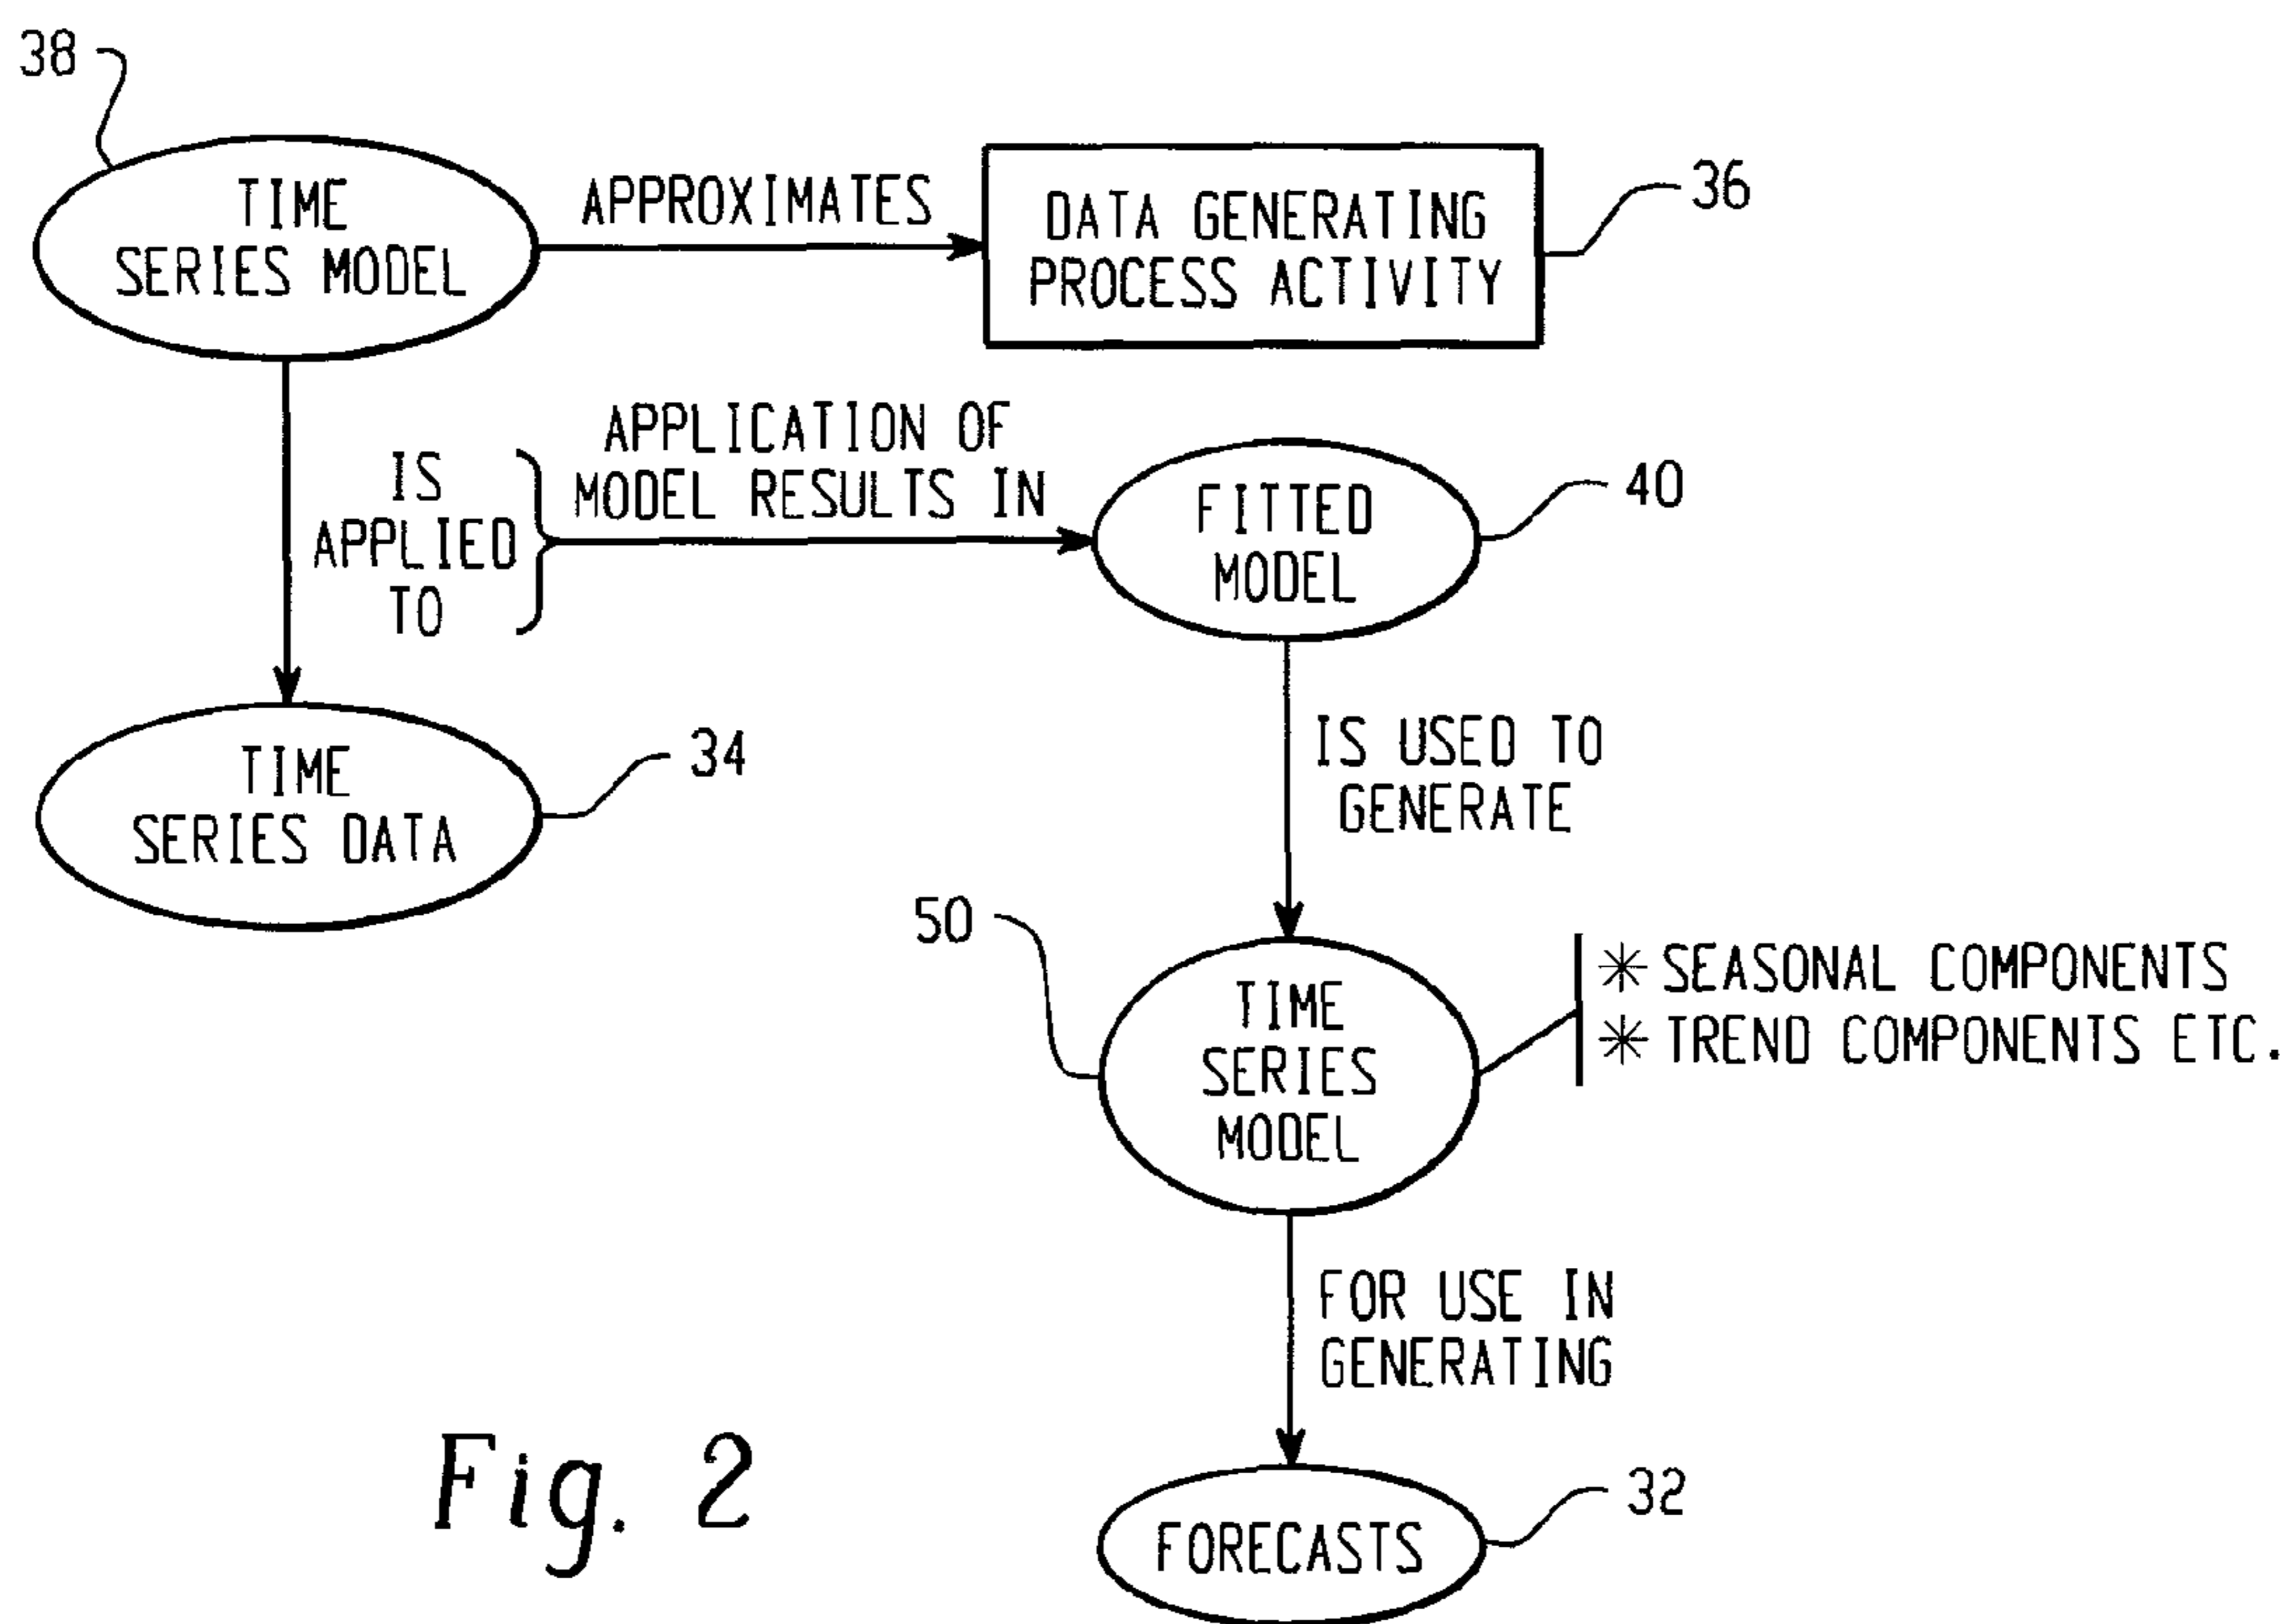 38
TIME
SERIES MODEL
APPROXIMATES
DATA GENERATING
PROCESS ACTIVITY
36
IS
APPLIED
TO
APPLICATION OF
MODEL RESULTS IN
FITTED
MODEL
40
TIME
SERIES DATA
34
IS USED TO
GENERATE
50
TIME
SERIES
MODEL
* SEASONAL COMPONENTS
* TREND COMPONENTS ETC.
FOR USE IN
GENERATING
FORECASTS
32
Fig. 2